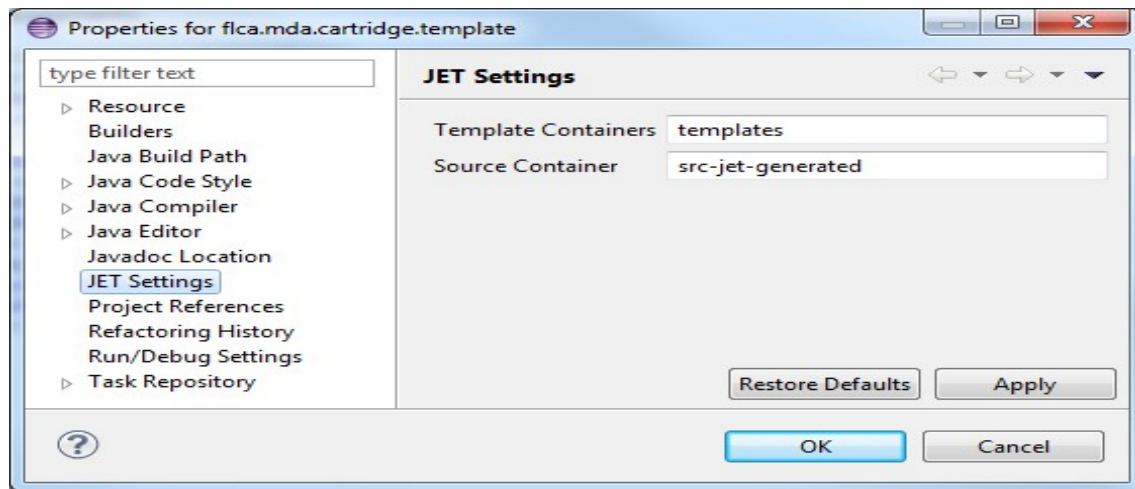 Properties for flca.mda.cartridge.template
type filter text
Resource
Builders
Java Build Path
Java Code Style
Java Compiler
Java Editor
Javadoc Location
JET Settings
Project References
Refactoring History
Run/Debug Settings
Task Repository
JET Settings
Template Containers templates
Source Container src-jet-generated
Restore Defaults Apply
? OK Cancel